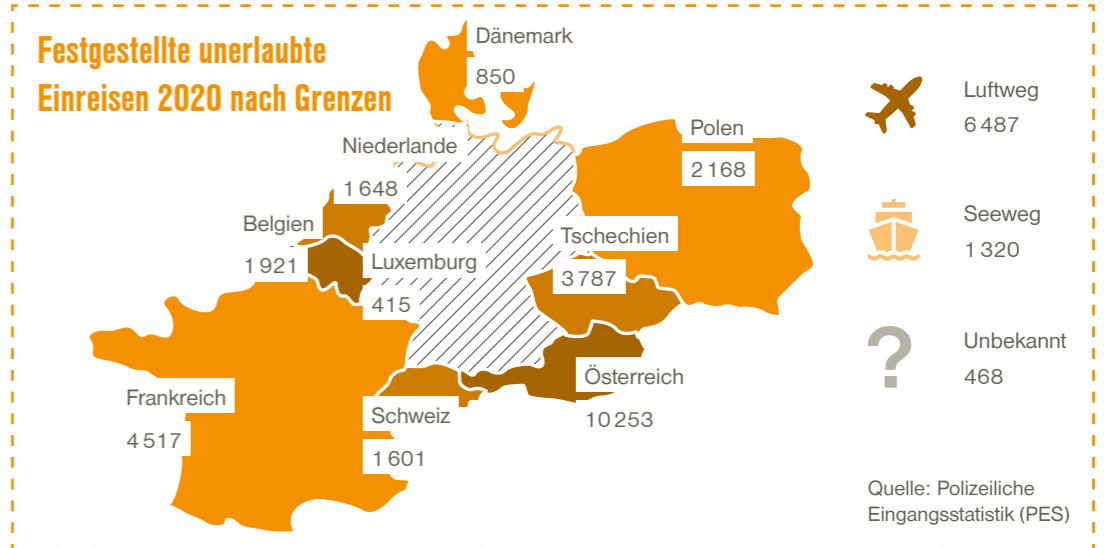 Festgestellte unerlaubte
Einreisen 2020 nach Grenzen
Dänemark
850
Niederlande
1 648
Polen
2 168
Belgien
1 921
Luxemburg
415
Tschechien
3 787
Frankreich
4 517
Schweiz
1 601
Österreich
10 253
Luftweg
6 487
Seeweg
1 320
?
Unbekannt
468
Quelle: Polizeiliche
Eingangsstatistik (PES)